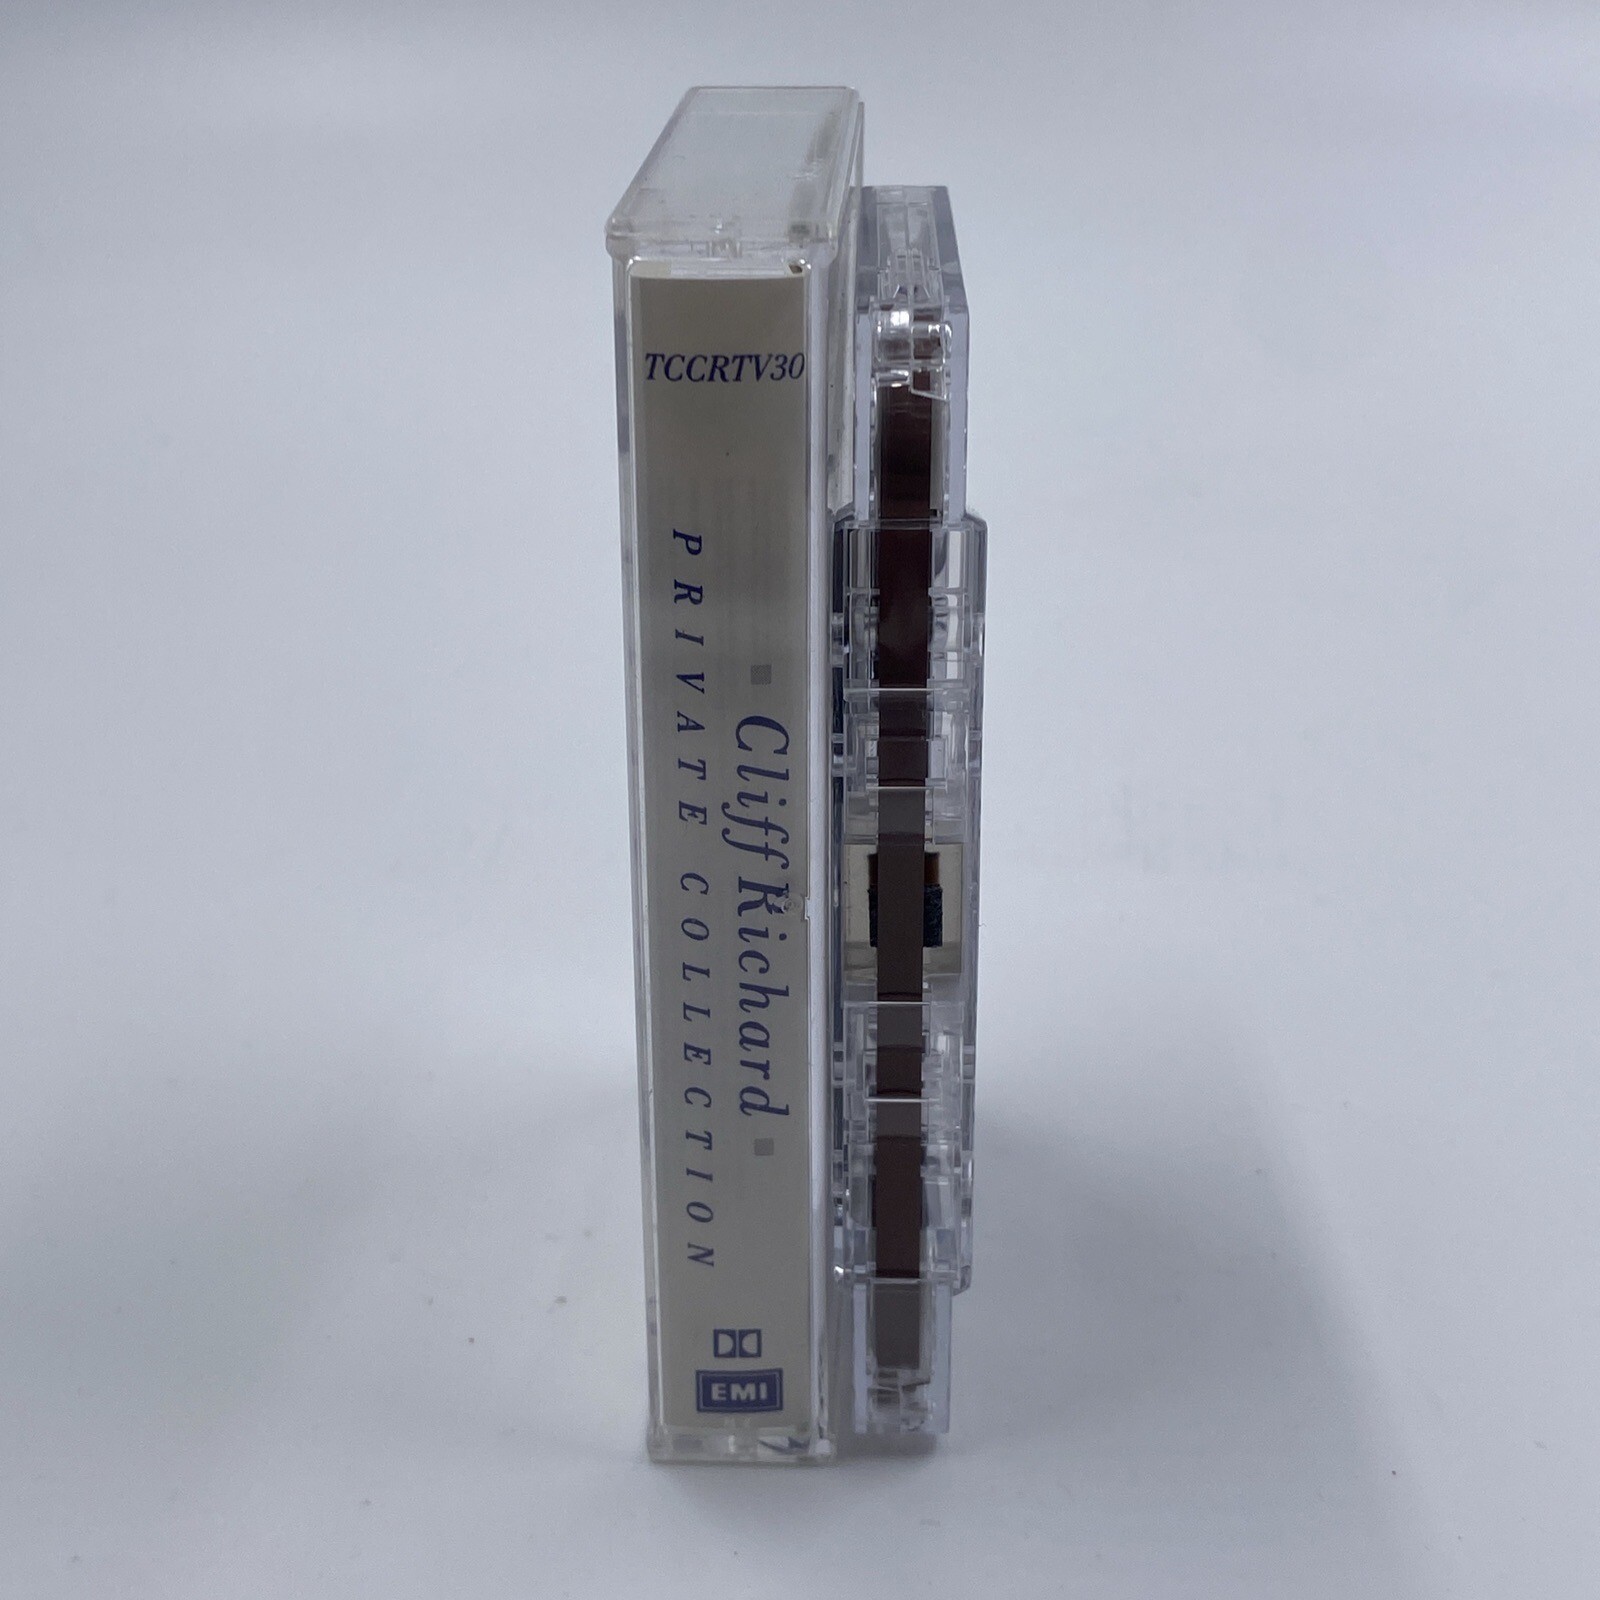 TCCRTV30
Cliff Richard
PRIVATE COLLECTION
EMI